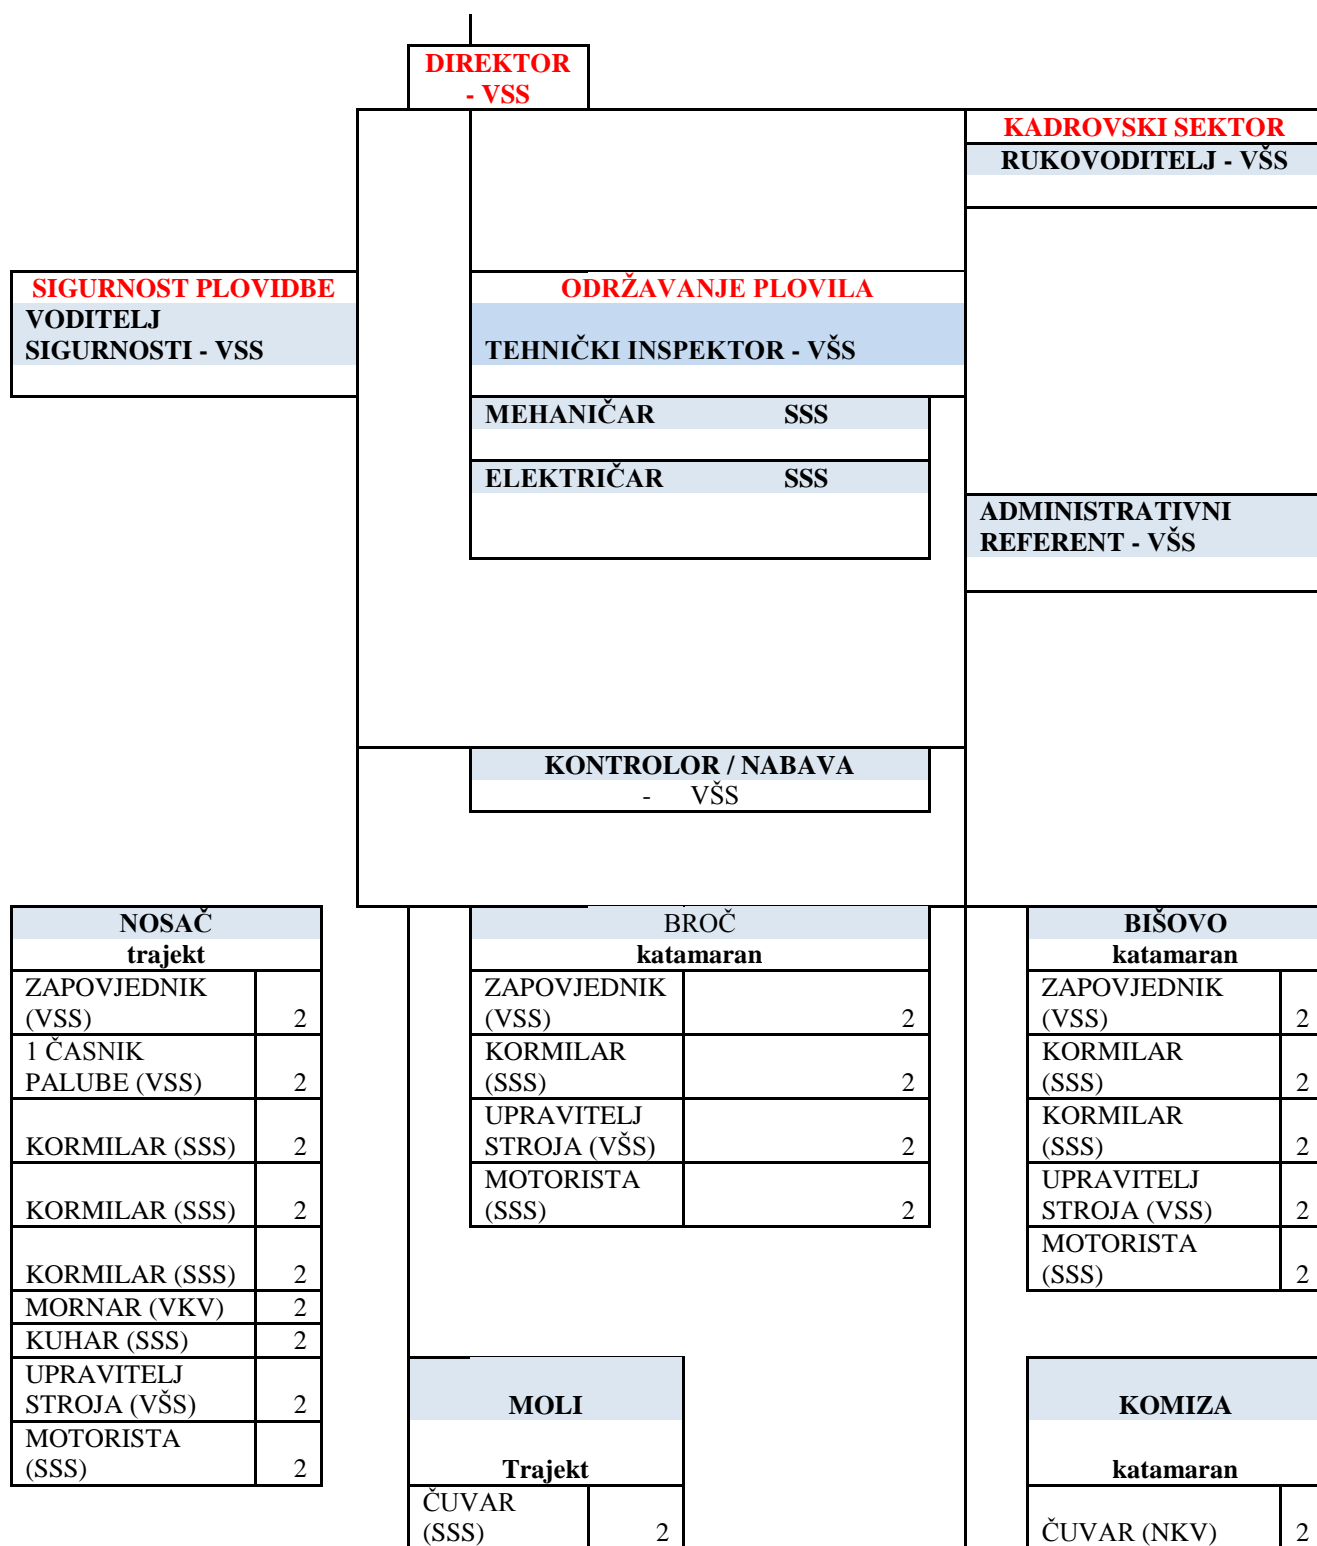 DIREKTOR
- VSS
KADROVSKI SEKTOR
RUKOVODITELJ - VŠS
SIGURNOST PLOVIDBE
VODITELJ
SIGURNOSTI - VSS
ODRŽAVANJE PLOVILA
TEHNIČKI INSPEKTOR - VŠS
MEHANIČAR SSS
ELEKTRIČAR SSS
ADMINISTRATIVNI
REFERENT - VŠS
KONTROLOR / NABAVA
- VŠS
NOSAČ
trajekt
ZAPOVJEDNIK
(VSS) 2
1 ČASNIK
PALUBE (VSS) 2
KORMILAR (SSS) 2
KORMILAR (SSS) 2
KORMILAR (SSS) 2
MORNAR (VKV) 2
KUHAR (SSS) 2
UPRAVITELJ
STROJA (VŠS) 2
MOTORISTA
(SSS) 2
BROČ
katamaran
ZAPOVJEDNIK
(VSS) 2
KORMILAR
(SSS) 2
UPRAVITELJ
STROJA (VŠS) 2
MOTORISTA
(SSS) 2
BIŠOVO
katamaran
ZAPOVJEDNIK
(VSS) 2
KORMILAR
(SSS) 2
KORMILAR
(SSS) 2
UPRAVITELJ
STROJA (VSS) 2
MOTORISTA
(SSS) 2
MOLI
Trajekt
ČUVAR
(SSS) 2
KOMIZA
katamaran
ČUVAR (NKV) 2